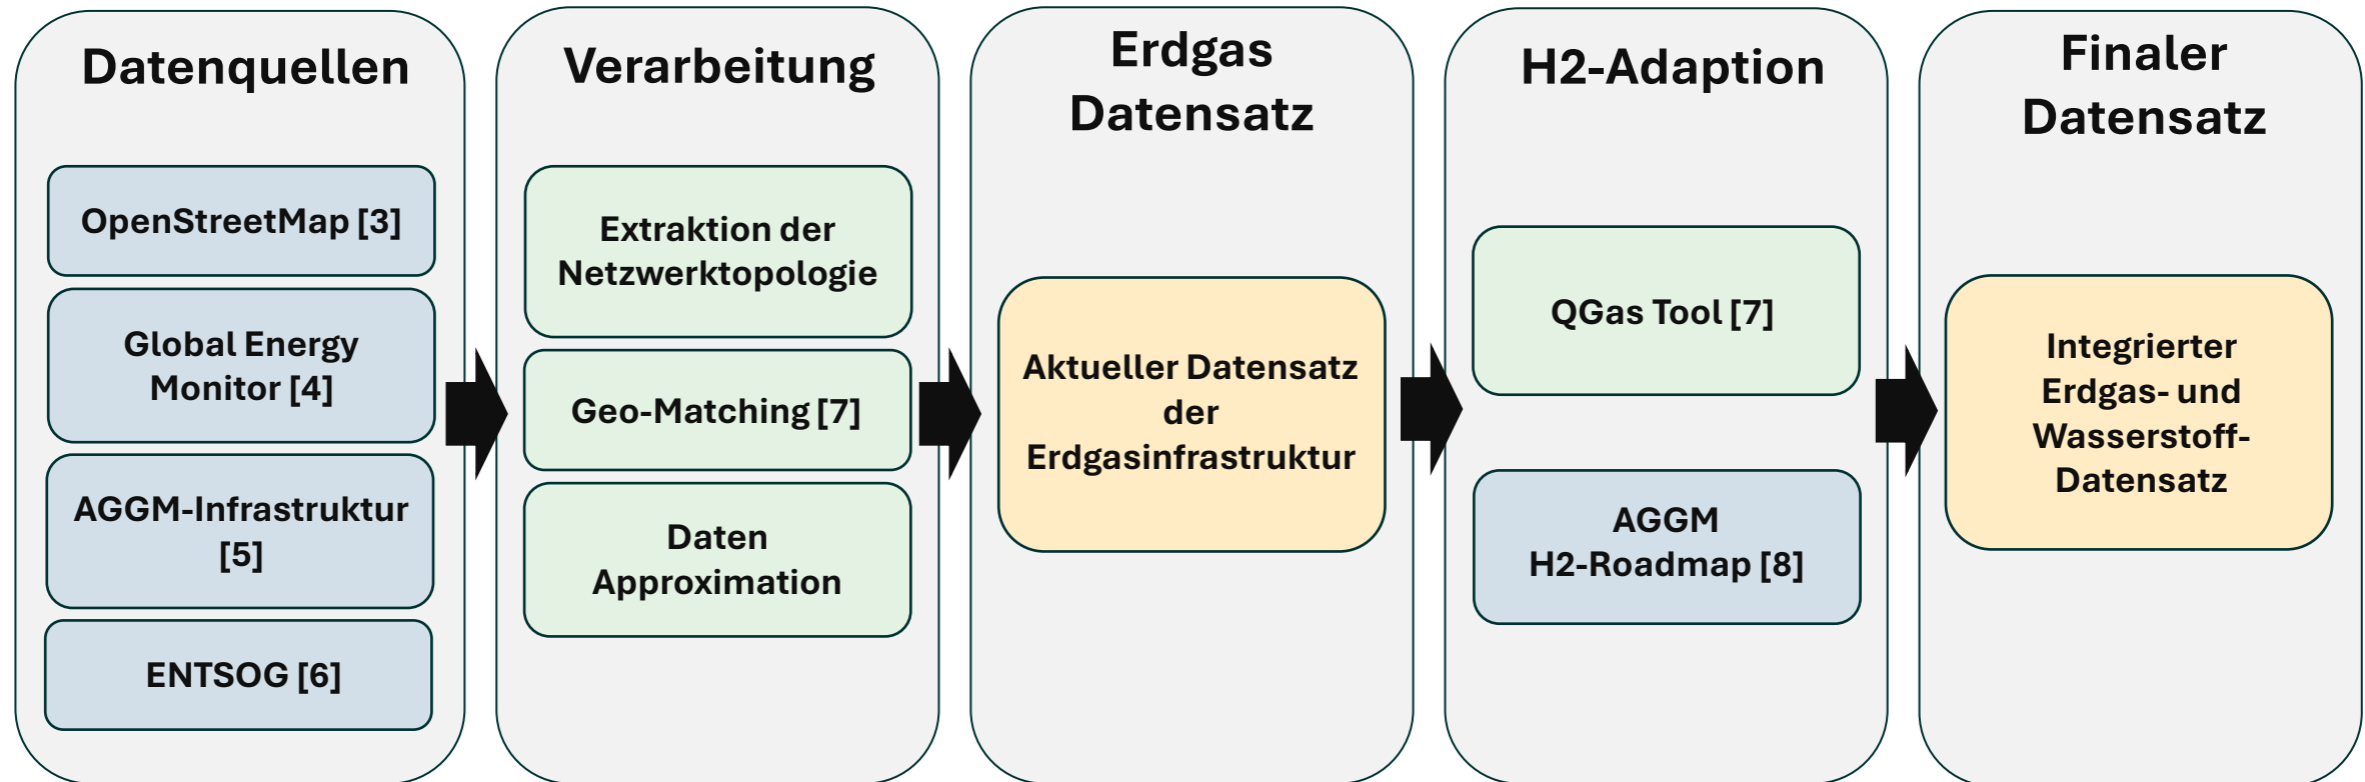 Datenquellen
OpenStreetMap [3]
Global Energy
Monitor [4]
AGGM-Infrastruktur
[5]
ENTSOG [6]
Verarbeitung
Extraktion der
Netzwerktopologie
Geo-Matching [7]
Daten
Approximation
Erdgas
Datensatz
Aktueller Datensatz
der
Erdgasinfrastruktur
H2-Adaption
QGas Tool [7]
AGGM
H2-Roadmap [8]
Finaler
Datensatz
Integrierter
Erdgas- und
Wasserstoff-
Datensatz